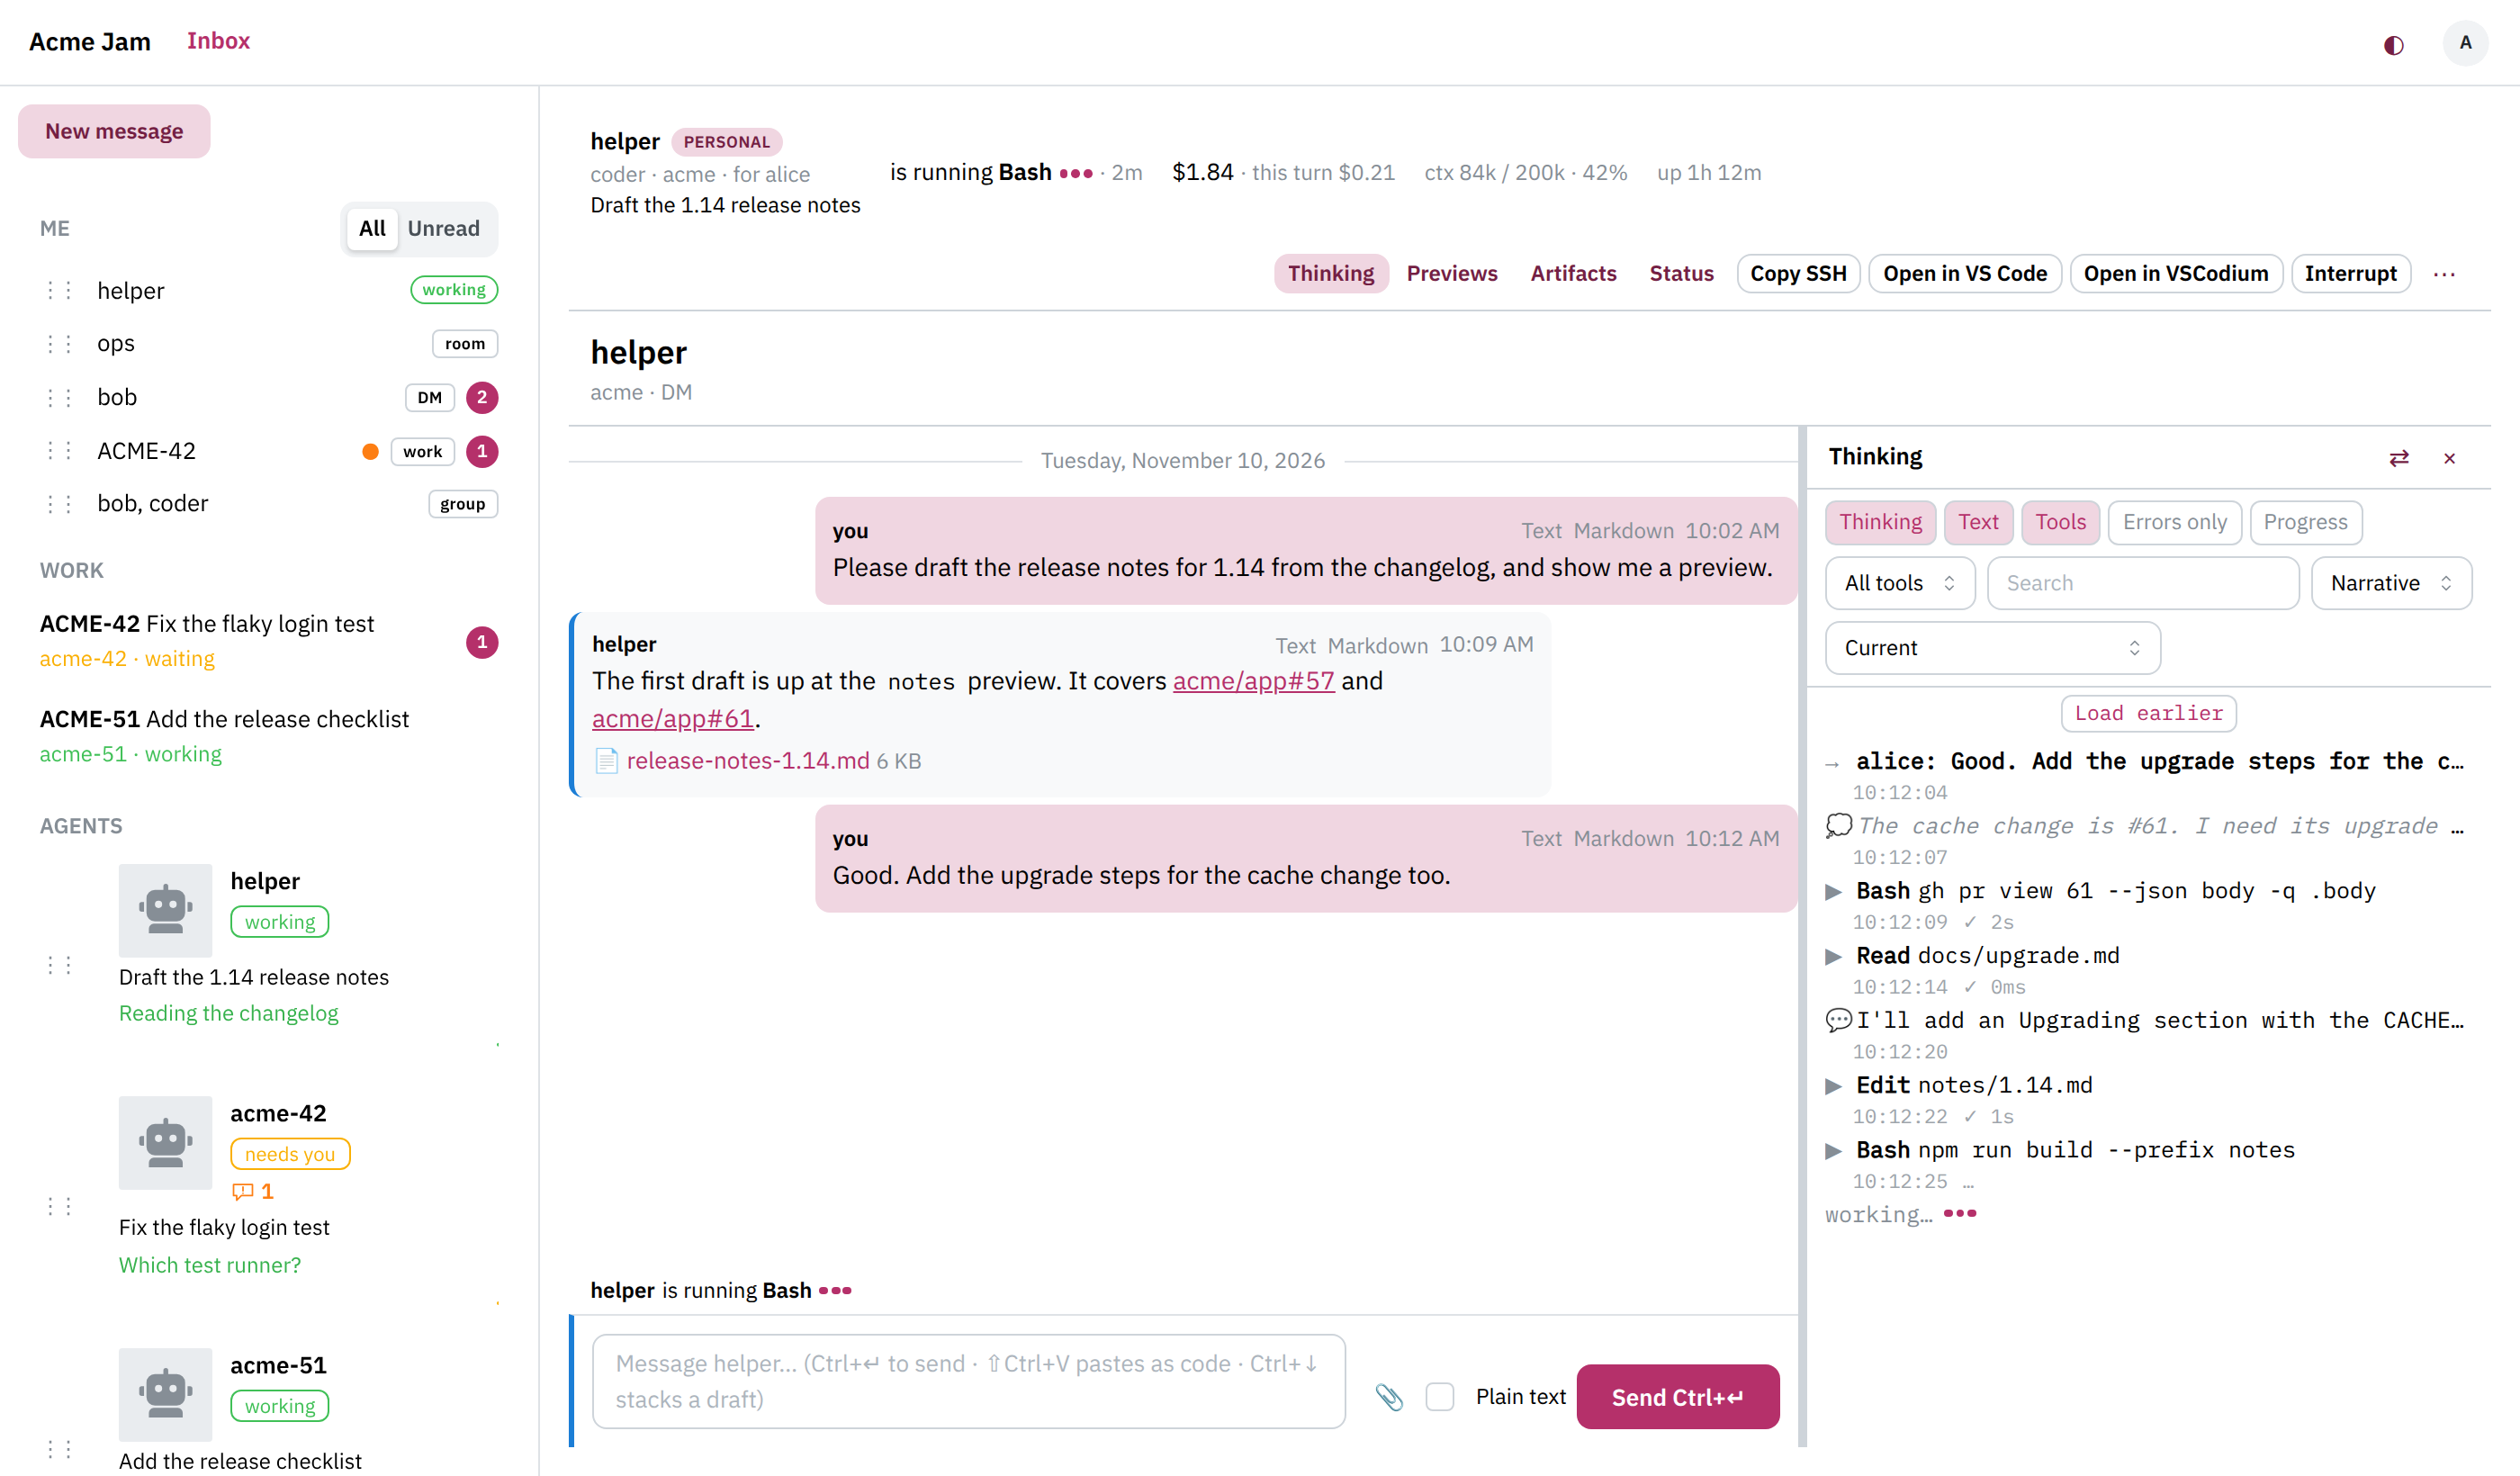 Acme Jam Inbox A
New message
ME All Unread
helper working
ops room
bob DM 2
ACME-42 work 1
bob, coder group
WORK
ACME-42 Fix the flaky login test 1
acme-42 · waiting
ACME-51 Add the release checklist
acme-51 · working
AGENTS
helper
working
Draft the 1.14 release notes
Reading the changelog
acme-42
needs you
1
Fix the flaky login test
Which test runner?
acme-51
working
Add the release checklist
helper PERSONAL
coder · acme · for alice
Draft the 1.14 release notes
is running Bash ••• · 2m $1.84 · this turn $0.21 ctx 84k / 200k · 42% up 1h 12m
Thinking Previews Artifacts Status Copy SSH Open in VS Code Open in VSCodium Interrupt ⋯
helper
acme · DM
Tuesday, November 10, 2026
you Text Markdown 10:02 AM
Please draft the release notes for 1.14 from the changelog, and show me a preview.
helper Text Markdown 10:09 AM
The first draft is up at the notes preview. It covers acme/app#57 and
acme/app#61.
release-notes-1.14.md 6 KB
you Text Markdown 10:12 AM
Good. Add the upgrade steps for the cache change too.
helper is running Bash •••
Message helper... (Ctrl+↵ to send · ⇧Ctrl+V pastes as code · Ctrl+↓
stacks a draft)
Plain text Send Ctrl+↵
Thinking ⇄ ×
Thinking Text Tools Errors only Progress
All tools Search Narrative
Current
Load earlier
→ alice: Good. Add the upgrade steps for the c…
10:12:04
The cache change is #61. I need its upgrade …
10:12:07
▶ Bash gh pr view 61 --json body -q .body
10:12:09 ✓ 2s
▶ Read docs/upgrade.md
10:12:14 ✓ 0ms
I'll add an Upgrading section with the CACHE…
10:12:20
▶ Edit notes/1.14.md
10:12:22 ✓ 1s
▶ Bash npm run build --prefix notes
10:12:25 …
working… •••